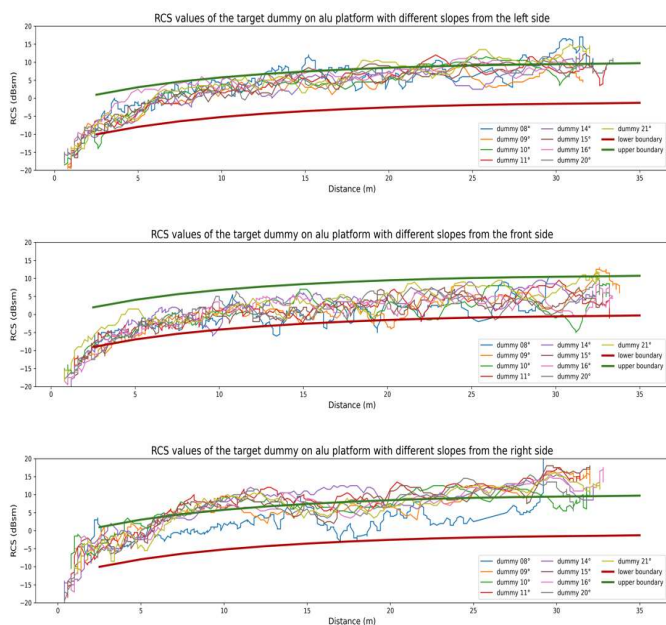 RCS values of the target dummy on alu platform with different slopes from the left side
20
15
10
5
0
−5
−10
−15
−20
RCS (dBsm)
dummy 08° dummy 14° dummy 21°
dummy 09° dummy 15° lower boundary
dummy 10° dummy 16° upper boundary
dummy 11° dummy 20°
0 5 10 15 20 25 30 35
Distance (m)
RCS values of the target dummy on alu platform with different slopes from the front side
20
15
10
5
0
−5
−10
−15
−20
RCS (dBsm)
dummy 08° dummy 14° dummy 21°
dummy 09° dummy 15° lower boundary
dummy 10° dummy 16° upper boundary
dummy 11° dummy 20°
0 5 10 15 20 25 30 35
Distance (m)
RCS values of the target dummy on alu platform with different slopes from the right side
20
15
10
5
0
−5
−10
−15
−20
RCS (dBsm)
dummy 08° dummy 14° dummy 21°
dummy 09° dummy 15° lower boundary
dummy 10° dummy 16° upper boundary
dummy 11° dummy 20°
0 5 10 15 20 25 30 35
Distance (m)